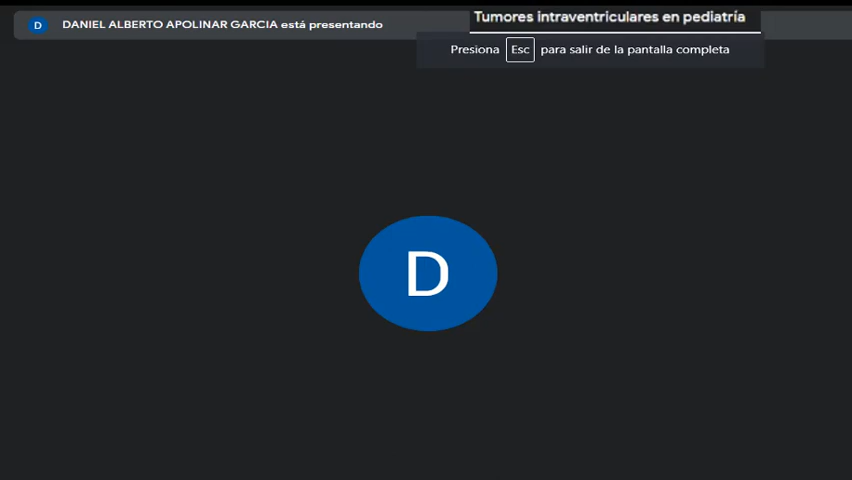 D DANIEL ALBERTO APOLINAR GARCIA está presentando
Tumores intraventriculares en pediatría
Presiona Esc para salir de la pantalla completa
D